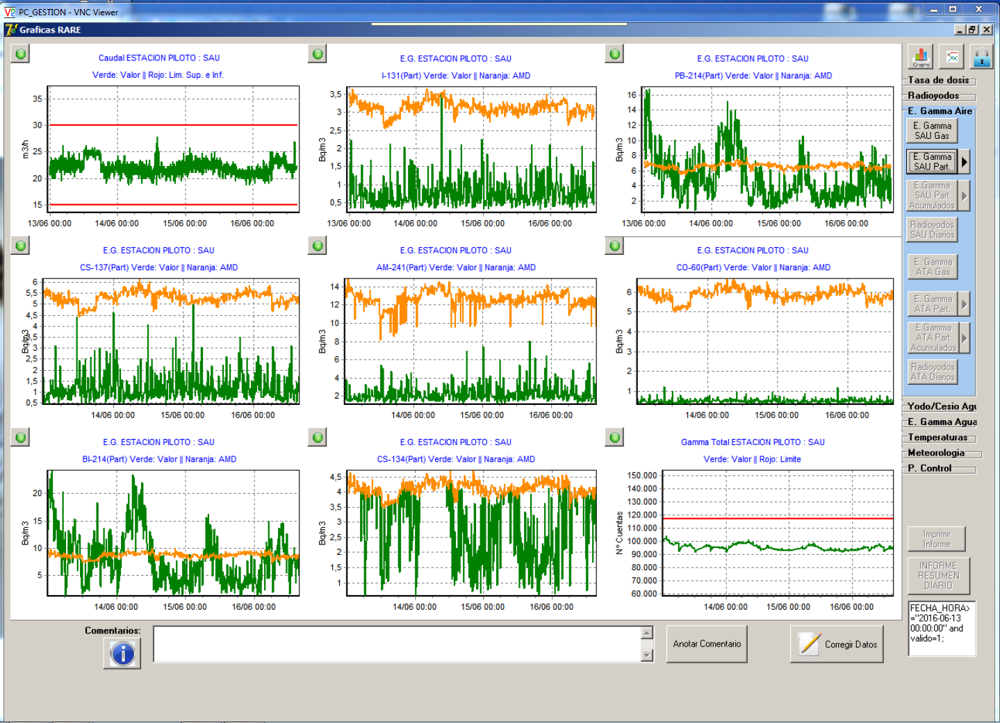 PC_GESTION - VNC Viewer
Graficas RARE
Caudal ESTACION PILOTO : SAU
Verde: Valor || Rojo: Lim. Sup. e Inf.
m3/h
35
30
25
20
15
13/06 00:00 14/06 00:00 15/06 00:00 16/06 00:00
E.G. ESTACION PILOTO : SAU
I-131(Part) Verde: Valor || Naranja: AMD
Bq/m3
3,5
3
2,5
2
1,5
1
0,5
13/06 00:00 14/06 00:00 15/06 00:00 16/06 00:00
E.G. ESTACION PILOTO : SAU
PB-214(Part) Verde: Valor || Naranja: AMD
Bq/m3
16
14
12
10
8
6
4
2
13/06 00:00 14/06 00:00 15/06 00:00 16/06 00:00
E.G. ESTACION PILOTO : SAU
CS-137(Part) Verde: Valor || Naranja: AMD
Bq/m3
6
5,5
5
4,5
4
3,5
3
2,5
2
1,5
1
0,5
14/06 00:00 15/06 00:00 16/06 00:00
E.G. ESTACION PILOTO : SAU
AM-241(Part) Verde: Valor || Naranja: AMD
Bq/m3
14
12
10
8
6
4
2
14/06 00:00 15/06 00:00 16/06 00:00
E.G. ESTACION PILOTO : SAU
CO-60(Part) Verde: Valor || Naranja: AMD
Bq/m3
6
5
4
3
2
1
14/06 00:00 15/06 00:00 16/06 00:00
E.G. ESTACION PILOTO : SAU
BI-214(Part) Verde: Valor || Naranja: AMD
Bq/m3
20
15
10
5
14/06 00:00 15/06 00:00 16/06 00:00
E.G. ESTACION PILOTO : SAU
CS-134(Part) Verde: Valor || Naranja: AMD
Bq/m3
4,5
4
3,5
3
2,5
2
1,5
1
14/06 00:00 15/06 00:00 16/06 00:00
Gamma Total ESTACION PILOTO : SAU
Verde: Valor || Rojo: Limite
Nº Cuentas
150.000
140.000
130.000
120.000
110.000
100.000
90.000
80.000
70.000
60.000
14/06 00:00 15/06 00:00 16/06 00:00
Graphs
Tasa de dosis
Radioyodos
E. Gamma Aire
E. Gamma
SAU Gas
E. Gamma
SAU Part.
E.Gamma
SAU Part
Acumulados
Radioyodos
SAU Diarios
E. Gamma
ATA Gas
E. Gamma
ATA Part.
E.Gamma
ATA Part
Acumulados
Radioyodos
ATA Diarios
Yodo/Cesio Agu
E. Gamma Agua
Temperaturas
Meteorologia
P. Control
Imprimir
Informe
INFORME
RESUMEN
DIARIO
FECHA_HORA>
="2016-06-13
00:00:00" and
valido=1;
Comentarios:
Anotar Comentario
Corregir Datos